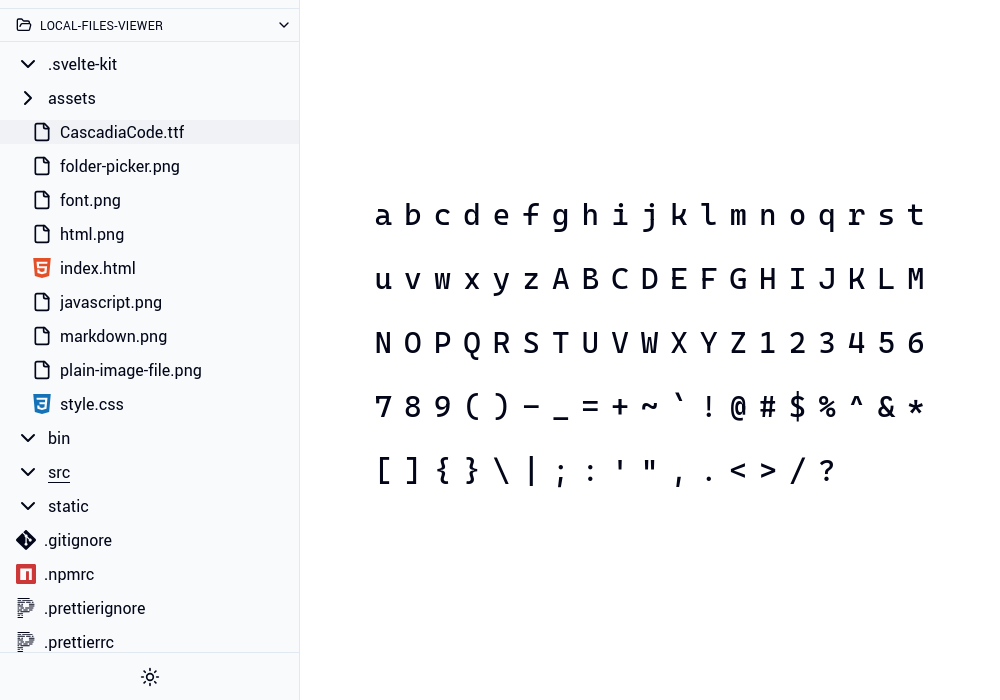 LOCAL-FILES-VIEWER
.svelte-kit
assets
CascadiaCode.ttf
folder-picker.png
font.png
html.png
index.html
javascript.png
markdown.png
plain-image-file.png
style.css
bin
src
static
.gitignore
.npmrc
.prettierignore
.prettierrc
a b c d e f g h i j k l m n o q r s t
u v w x y z A B C D E F G H I J K L M
N O P Q R S T U V W X Y Z 1 2 3 4 5 6
7 8 9 ( ) - _ = + ~ ` ! @ # $ % ^ & *
[ ] { } \ | ; : ' " , . < > / ?